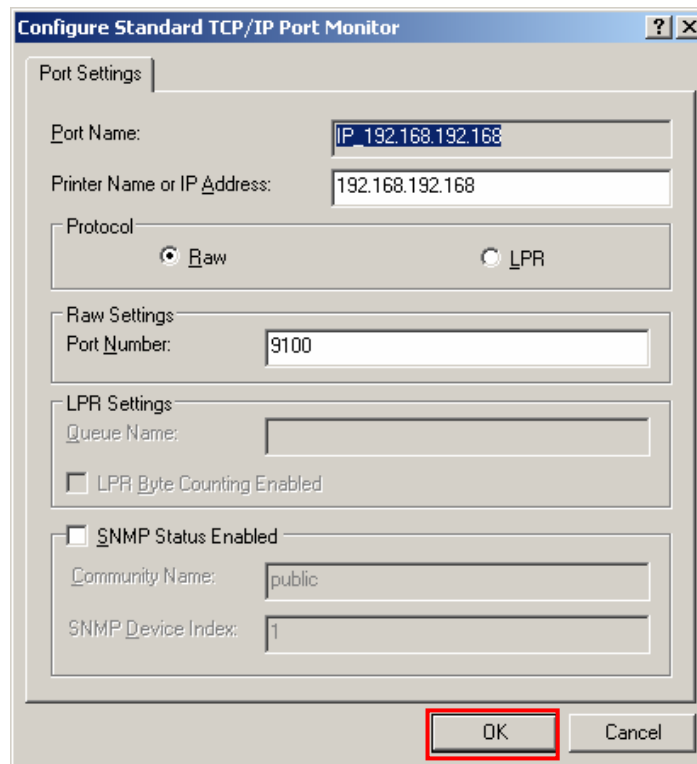 Configure Standard TCP/IP Port Monitor
Port Settings
Port Name: IP_192.168.192.168
Printer Name or IP Address: 192.168.192.168
Protocol
Raw LPR
Raw Settings
Port Number: 9100
LPR Settings
Queue Name:
LPR Byte Counting Enabled
SNMP Status Enabled
Community Name: public
SNMP Device Index: 1
OK Cancel